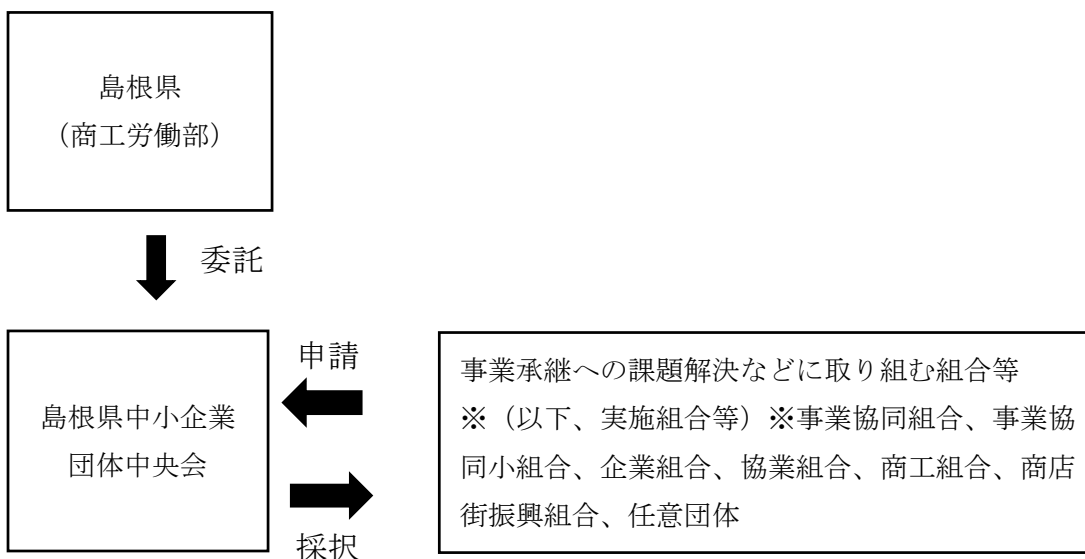 島根県
（商工労働部）
委託
島根県中小企業
団体中央会
申請
採択
事業承継への課題解決などに取り組む組合等
※（以下、実施組合等）※事業協同組合、事業協
同小組合、企業組合、協業組合、商工組合、商店
街振興組合、任意団体